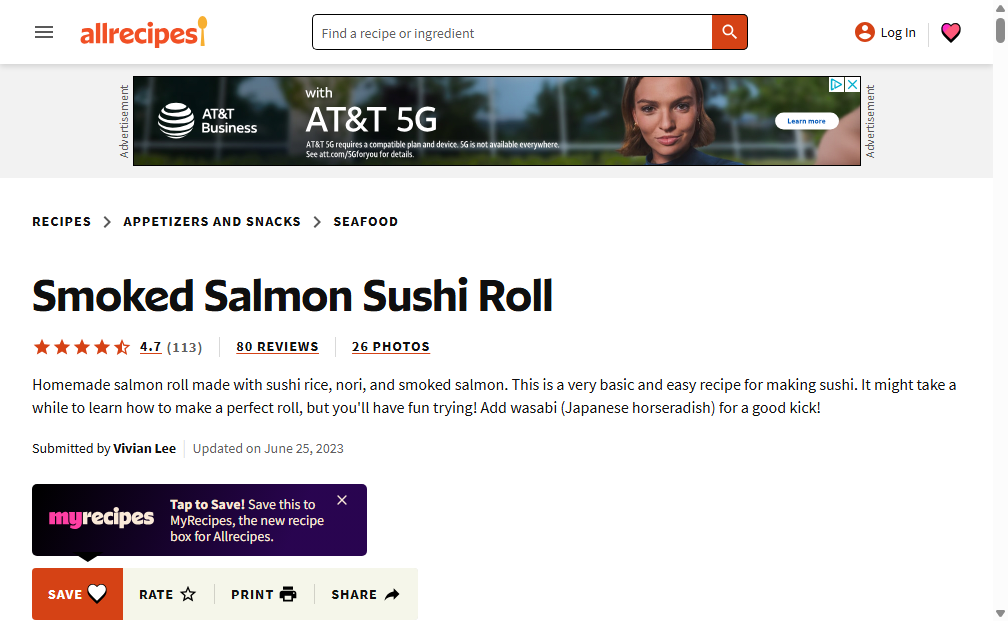 allrecipes
Find a recipe or ingredient
Log In
Advertisement
AT&T
Business
with
AT&T 5G
AT&T 5G requires a compatible plan and device. 5G is not available everywhere.
See att.com/5Gforyou for details.
Learn more
Advertisement
RECIPES > APPETIZERS AND SNACKS > SEAFOOD
Smoked Salmon Sushi Roll
4.7 (113) 80 REVIEWS 26 PHOTOS
Homemade salmon roll made with sushi rice, nori, and smoked salmon. This is a very basic and easy recipe for making sushi. It might take a
while to learn how to make a perfect roll, but you'll have fun trying! Add wasabi (Japanese horseradish) for a good kick!
Submitted by Vivian Lee Updated on June 25, 2023
myrecipes
Tap to Save! Save this to
MyRecipes, the new recipe
box for Allrecipes.
SAVE RATE PRINT SHARE